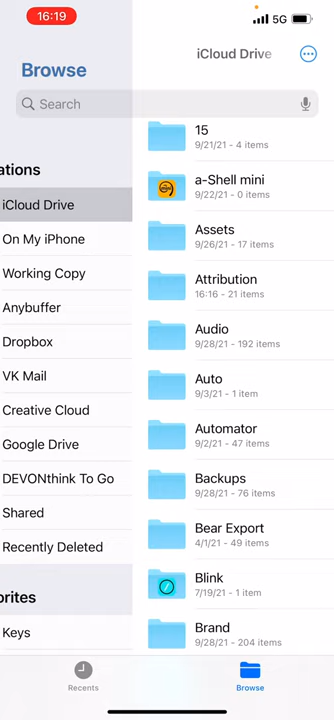 16:19
5G
iCloud Drive
Browse
Search
ations
iCloud Drive
On My iPhone
Working Copy
Anybuffer
Dropbox
VK Mail
Creative Cloud
Google Drive
DEVONthink To Go
Shared
Recently Deleted
orites
Keys
15
9/21/21 - 4 items
a-Shell mini
9/22/21 - 0 items
Assets
9/26/21 - 17 items
Attribution
16:16 - 21 items
Audio
9/28/21 - 192 items
Auto
9/3/21 - 1 item
Automator
9/2/21 - 47 items
Backups
9/28/21 - 76 items
Bear Export
4/1/21 - 49 items
Blink
7/19/21 - 1 item
Brand
9/28/21 - 204 items
Recents
Browse